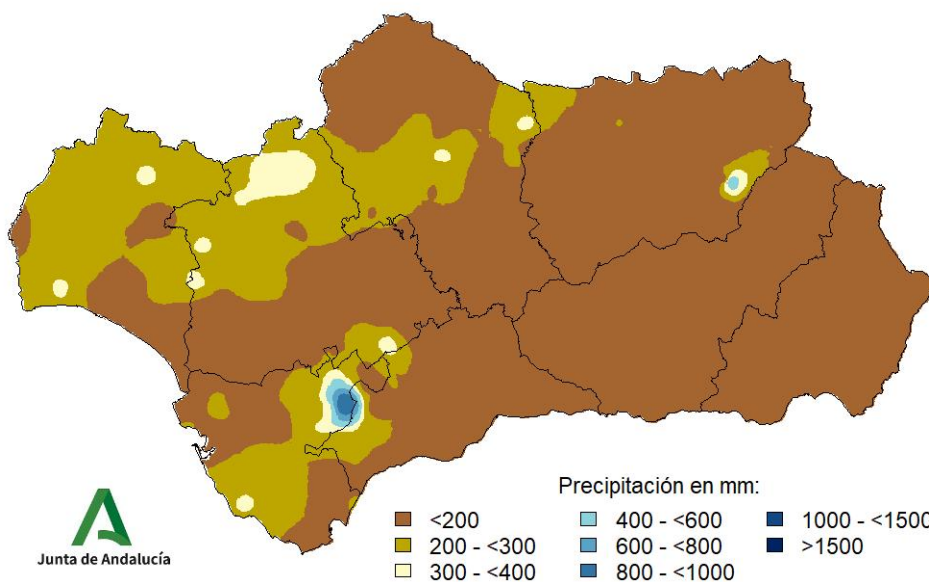 Precipitación en mm:
<200
200 - <300
300 - <400
400 - <600
600 - <800
800 - <1000
1000 - <1500
>1500
Junta de Andalucía